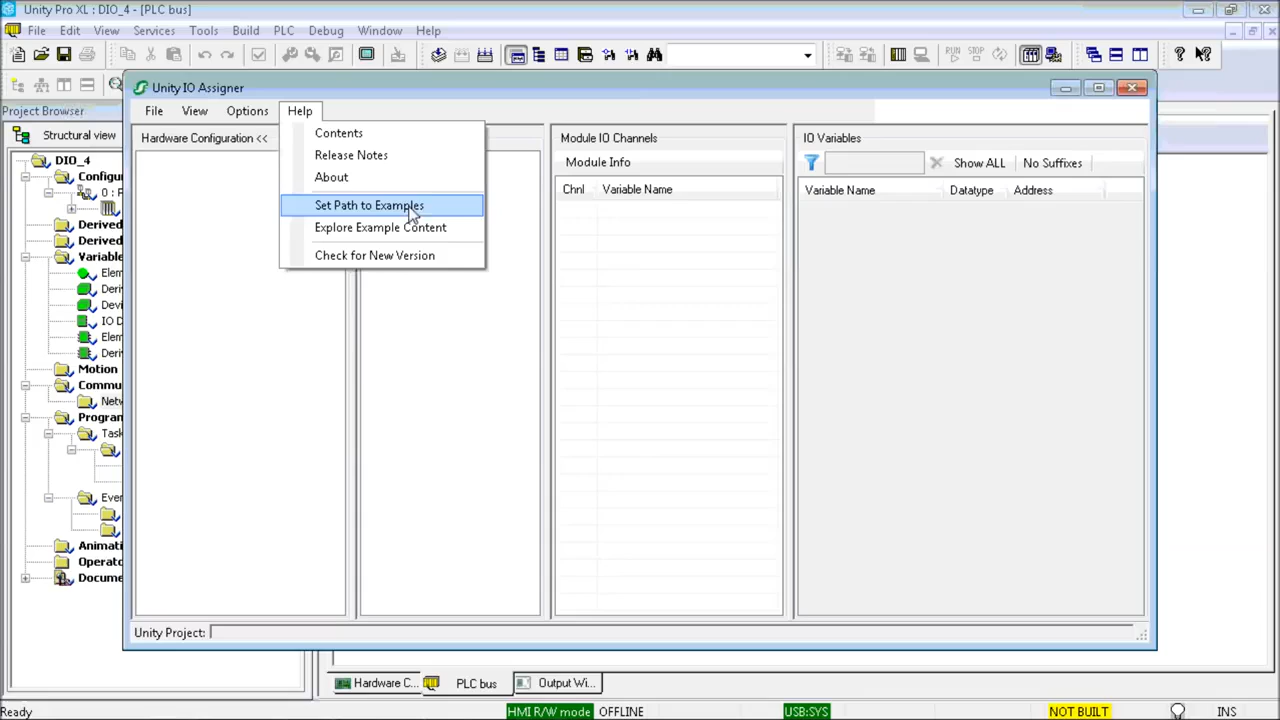 Unity Pro XL : DIO_4 - [PLC bus]
File Edit View Services Tools Build PLC Debug Window Help
Unity IO Assigner
Project Browser
File View Options Help
Structural view
Hardware Configuration <<
Contents
Release Notes
About
Set Path to Examples
Explore Example Content
Check for New Version
Module IO Channels
Module Info
Chnl Variable Name
IO Variables
Show ALL No Suffixes
Variable Name Datatype Address
DIO_4
Configur
0 : P
Derived
Derived
Variable
Elem
Deri
Devi
IO D
Elem
Deri
Motion
Commu
Netw
Progran
Task
Even
Animati
Operato
Docume
Unity Project:
Hardware C... PLC bus Output Wi...
Ready HMI R/W mode OFFLINE USB:SYS NOT BUILT INS